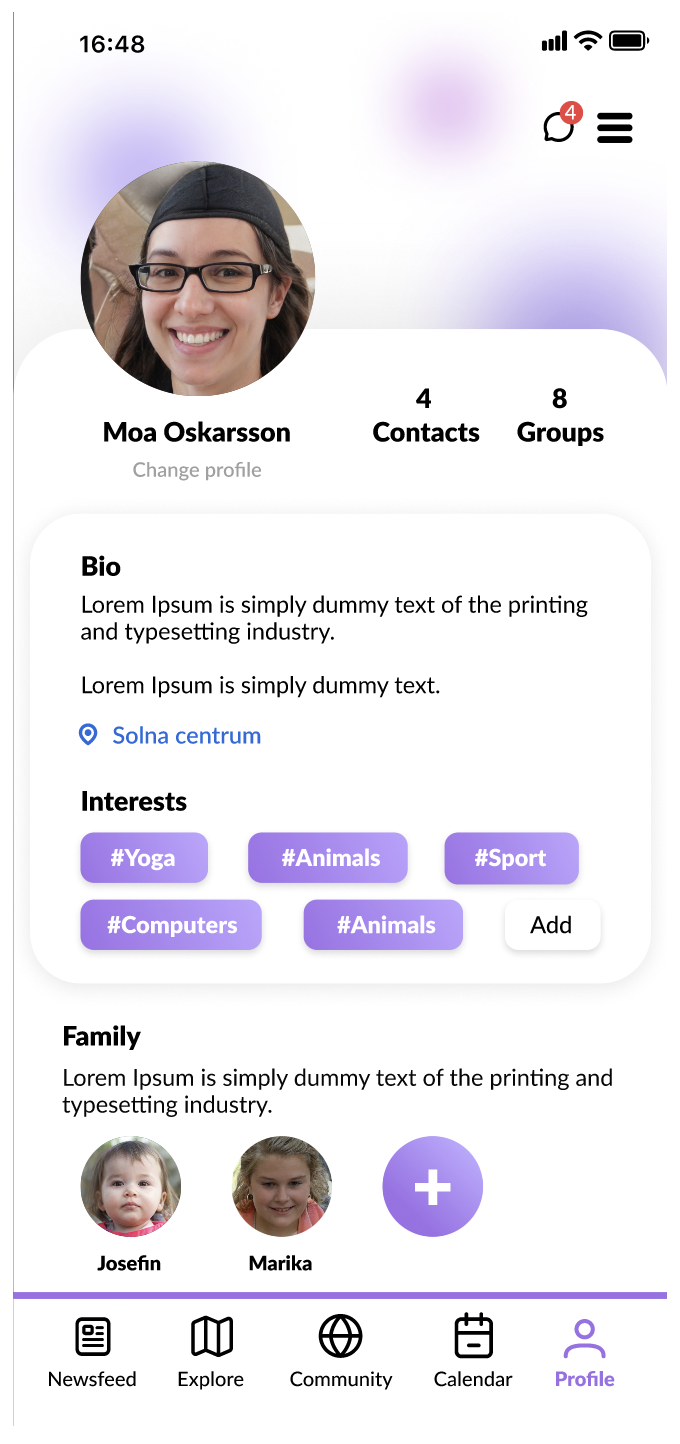 16:48
4
4 8
Contacts Groups
Moa Oskarsson
Change profile
Bio
Lorem Ipsum is simply dummy text of the printing
and typesetting industry.
Lorem Ipsum is simply dummy text.
Solna centrum
Interests
#Yoga #Animals #Sport
#Computers #Animals Add
Family
Lorem Ipsum is simply dummy text of the printing and
typesetting industry.
Josefin Marika
Newsfeed Explore Community Calendar Profile